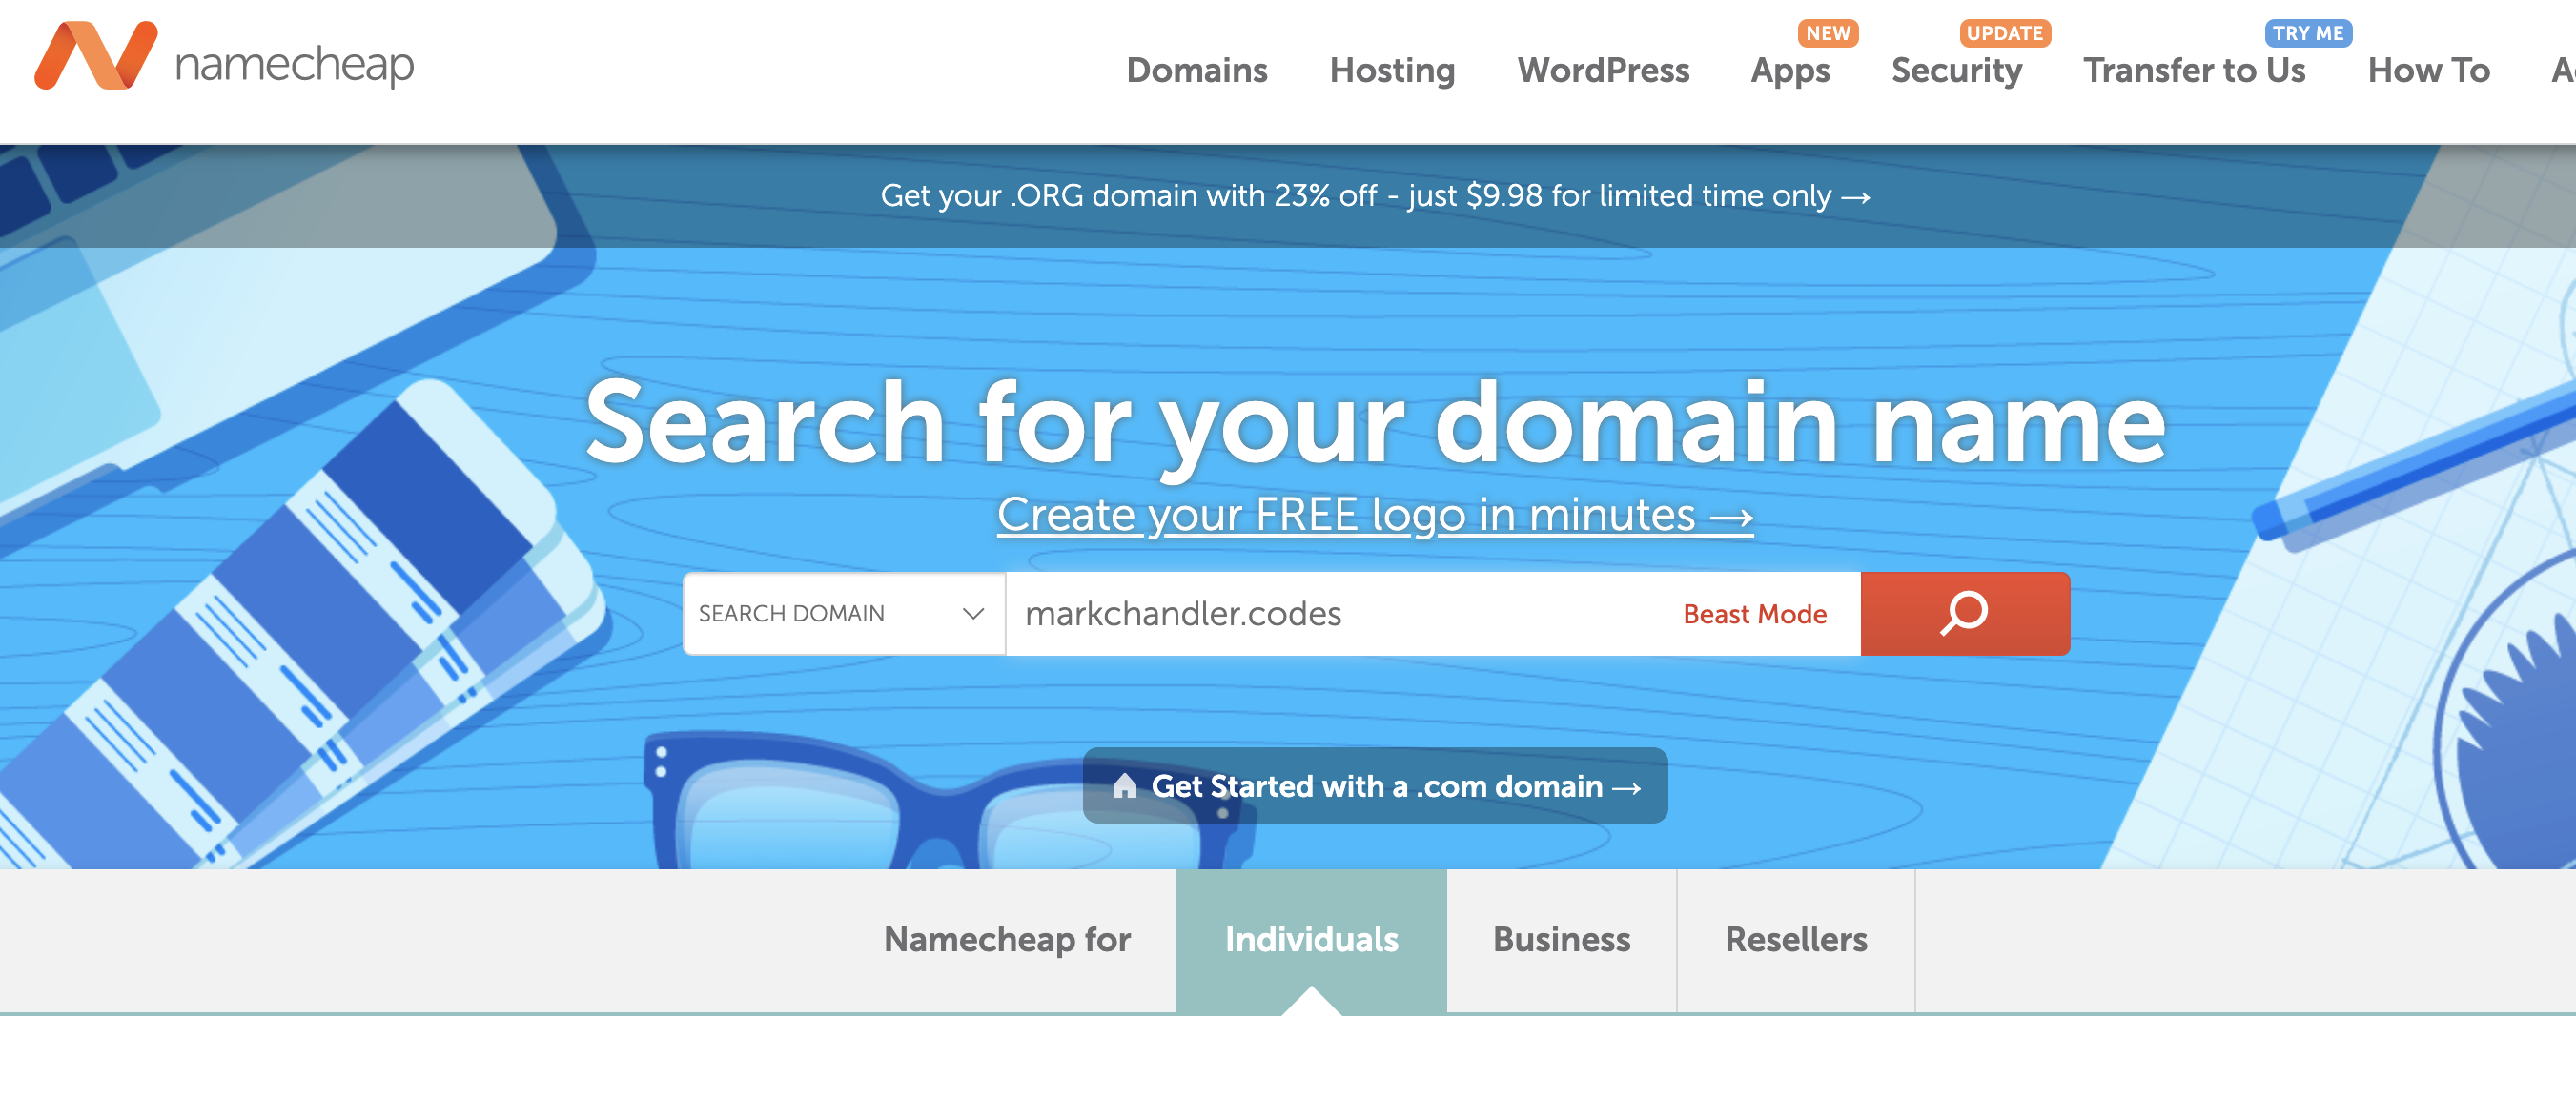 namecheap
NEW UPDATE TRY ME
Domains Hosting WordPress Apps Security Transfer to Us How To
Get your .ORG domain with 23% off - just $9.98 for limited time only →
Search for your domain name
Create your FREE logo in minutes →
SEARCH DOMAIN markchandler.codes Beast Mode
Get Started with a .com domain →
Namecheap for Individuals Business Resellers